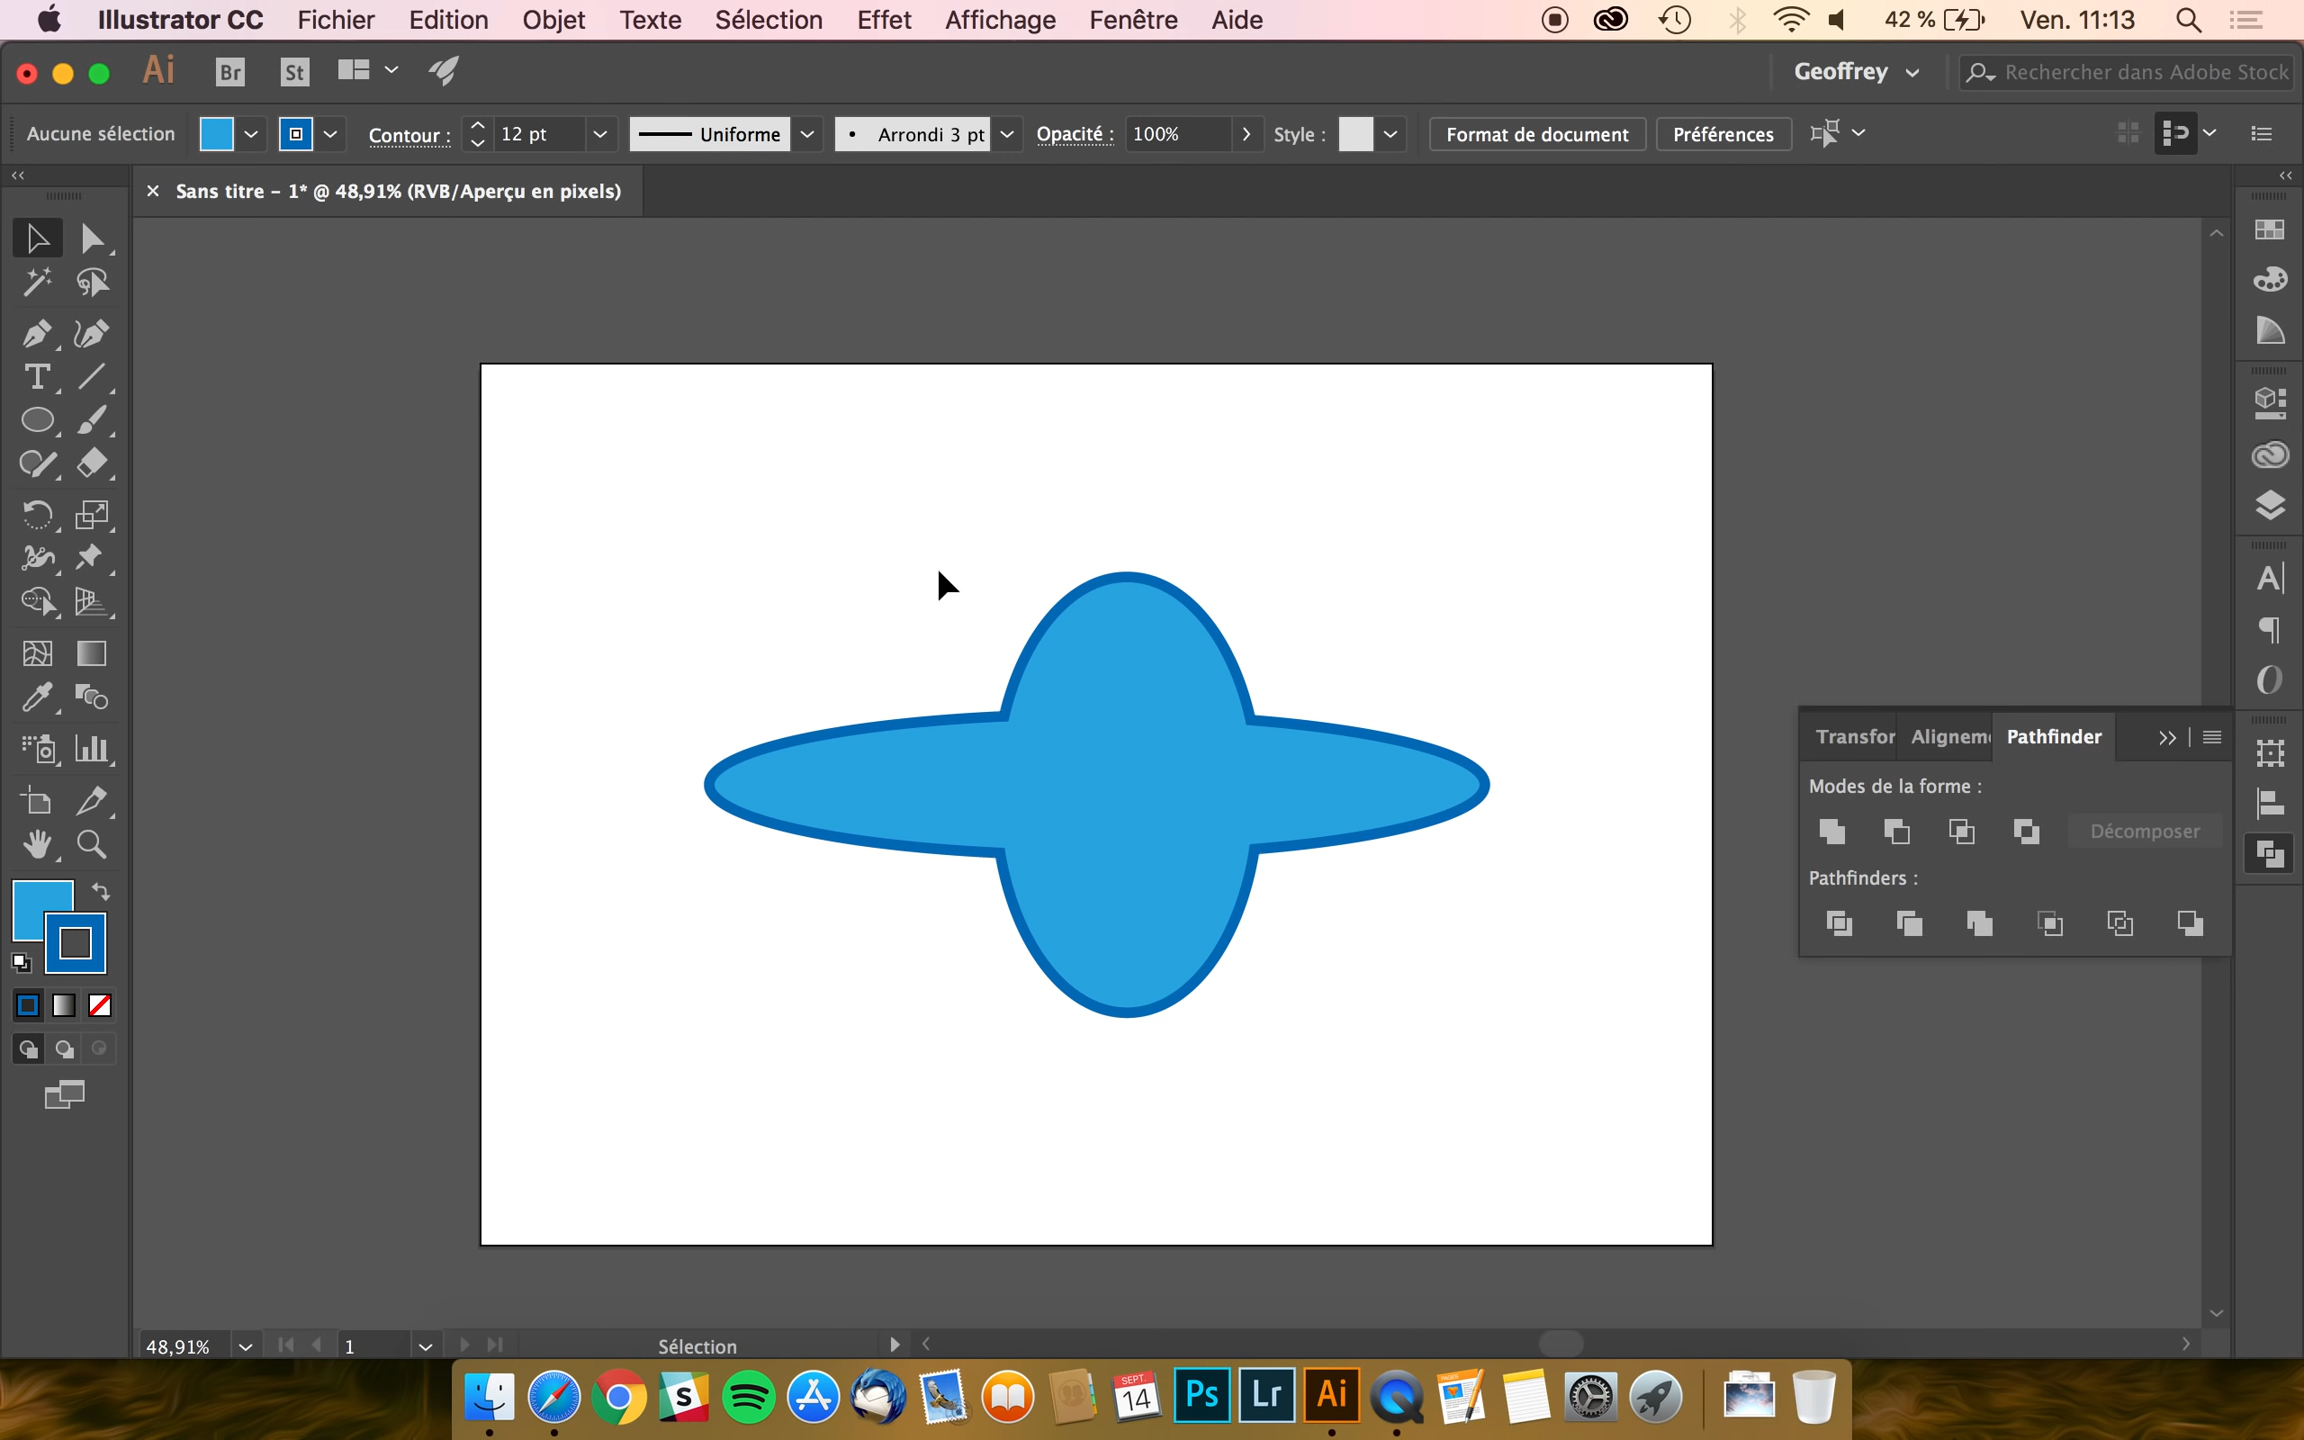 Illustrator CC Fichier Edition Objet Texte Sélection Effet Affichage Fenêtre Aide 42 % Ven. 11:13
Ai Br St Geoffrey Rechercher dans Adobe Stock
Aucune sélection Contour : 12 pt Uniforme Arrondi 3 pt Opacité : 100% Style : Format de document Préférences
Sans titre - 1* @ 48,91% (RVB/Aperçu en pixels)
Transfor Alignem Pathfinder
Modes de la forme :
Décomposer
Pathfinders :
48,91% 1 Sélection
SEPT.
14
S Ps Lr Ai